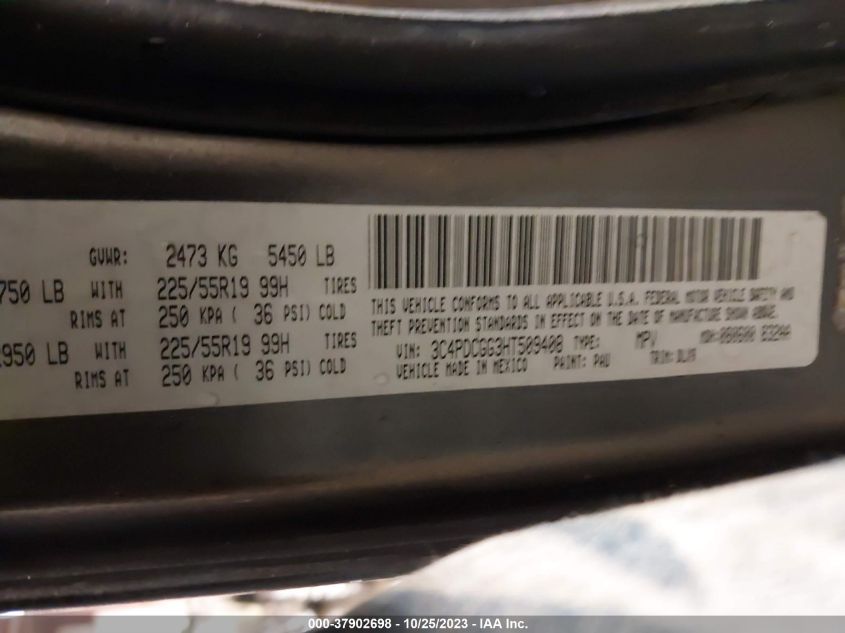 GVWR: 2473 KG 5450 LB
750 LB WITH 225/55R19 99H TIRES
RIMS AT 250 KPA ( 36 PSI) COLD
950 LB WITH 225/55R19 99H TIRES
RIMS AT 250 KPA ( 36 PSI) COLD
THIS VEHICLE CONFORMS TO ALL APPLICABLE U.S.A. FEDERAL MOTOR VEHICLE SAFETY AND
THEFT PREVENTION STANDARDS IN EFFECT ON THE DATE OF MANUFACTURE SHOWN ABOVE.
VIN: 3C4PDCGG3HT509408 TYPE: MPV MDH:
VEHICLE MADE IN MEXICO PAINT: PAU TRIM:
000-37902698 - 10/25/2023 - IAA Inc.